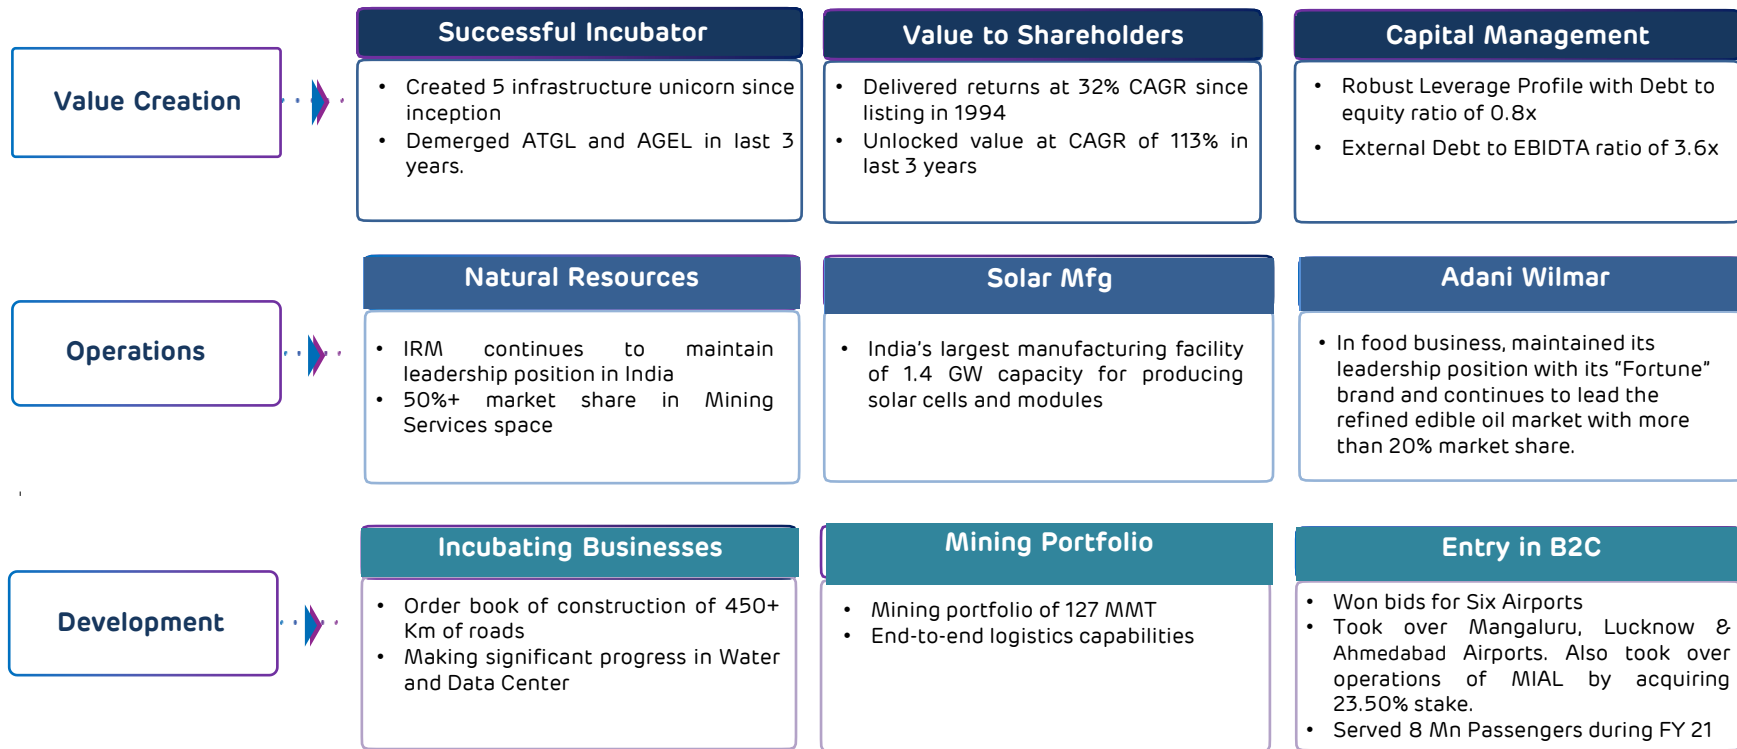 Value Creation
Successful Incubator
• Created 5 infrastructure unicorn since
inception
• Demerged ATGL and AGEL in last 3
years.
Value to Shareholders
• Delivered returns at 32% CAGR since
listing in 1994
• Unlocked value at CAGR of 113% in
last 3 years
Capital Management
• Robust Leverage Profile with Debt to
equity ratio of 0.8x
• External Debt to EBIDTA ratio of 3.6x
Operations
Natural Resources
• IRM continues to maintain
leadership position in India
• 50%+ market share in Mining
Services space
Solar Mfg
• India's largest manufacturing facility
of 1.4 GW capacity for producing
solar cells and modules
Adani Wilmar
• In food business, maintained its
leadership position with its “Fortune”
brand and continues to lead the
refined edible oil market with more
than 20% market share.
Development
Incubating Businesses
• Order book of construction of 450+
Km of roads
• Making significant progress in Water
and Data Center
Mining Portfolio
• Mining portfolio of 127 MMT
• End-to-end logistics capabilities
Entry in B2C
• Won bids for Six Airports
• Took over Mangaluru, Lucknow &
Ahmedabad Airports. Also took over
operations of MIAL by acquiring
23.50% stake.
• Served 8 Mn Passengers during FY 21